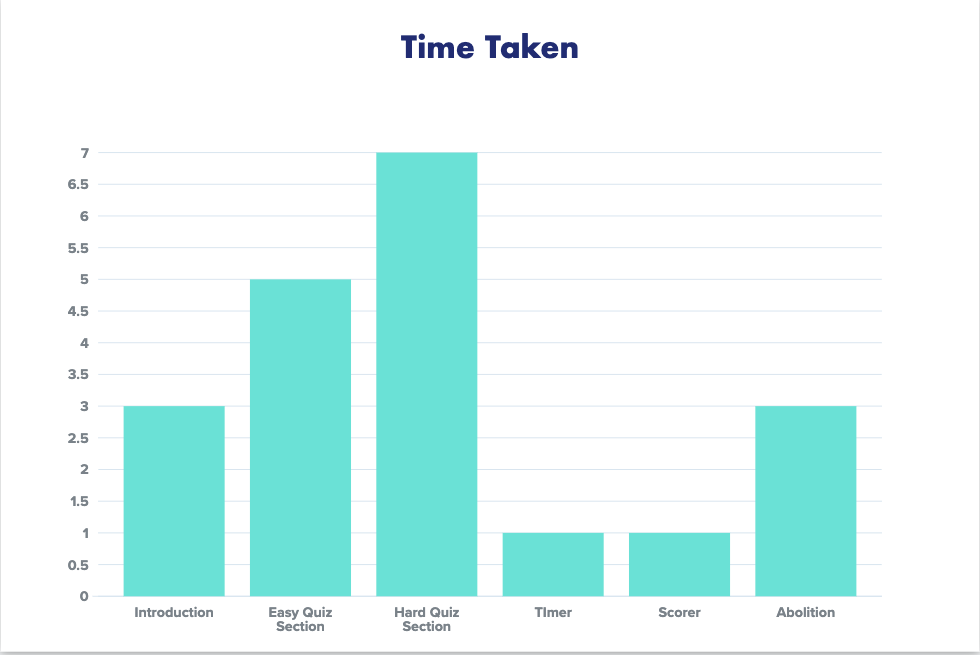 Time Taken
7
6.5
6
5.5
5
4.5
4
3.5
3
2.5
2
1.5
1
0.5
0
Introduction
Easy Quiz
Section
Hard Quiz
Section
TImer
Scorer
Abolition